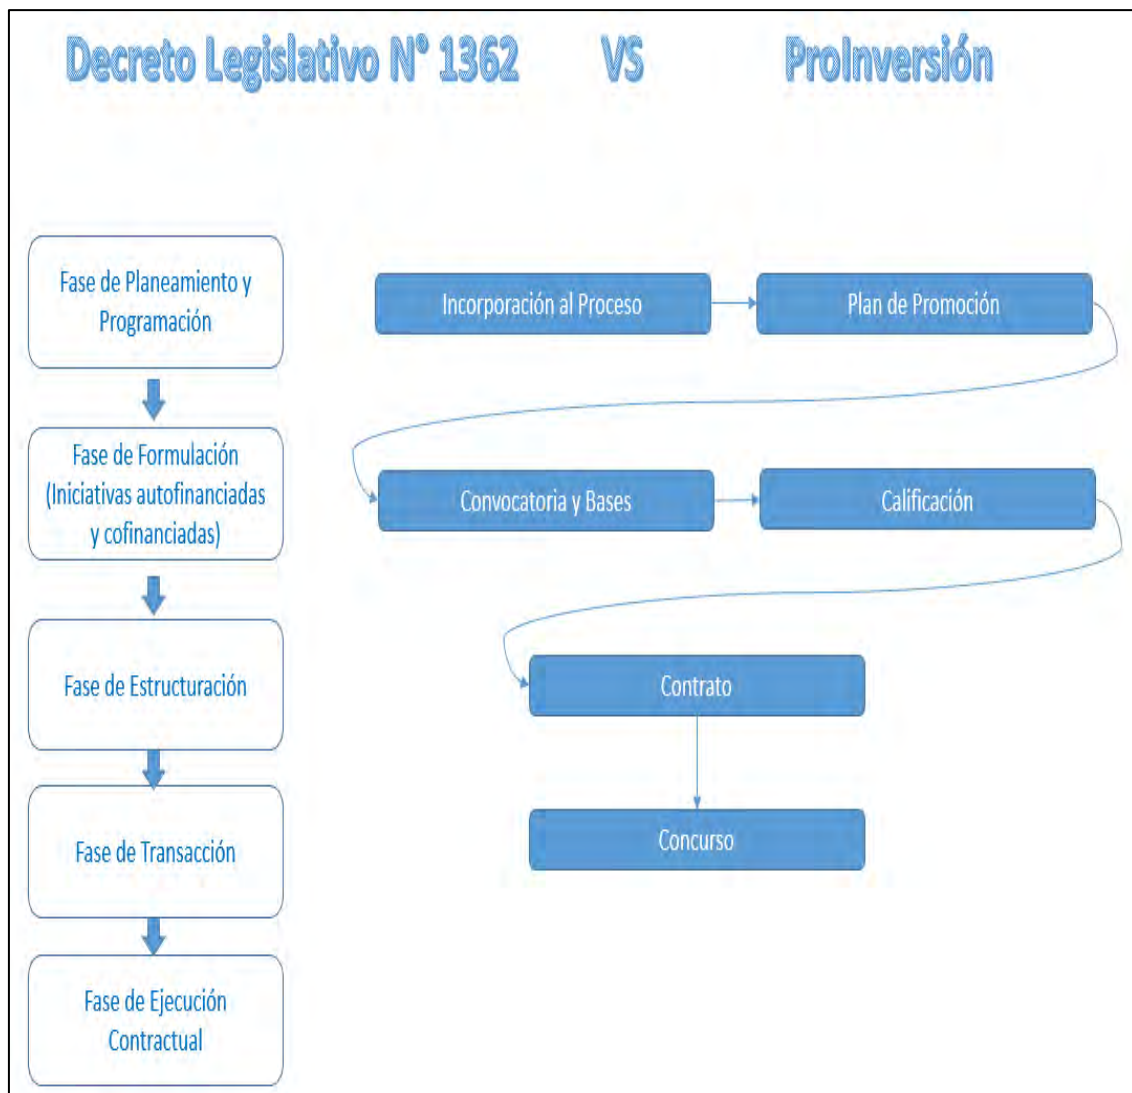 Decreto Legislativo N° 1362 VS ProInversión
Fase de Planeamiento y
Programación
Incorporación al Proceso
Plan de Promoción
Fase de Formulación
(Iniciativas autofinanciadas
y cofinanciadas)
Convocatoria y Bases
Calificación
Fase de Estructuración
Contrato
Fase de Transacción
Concurso
Fase de Ejecución
Contractual